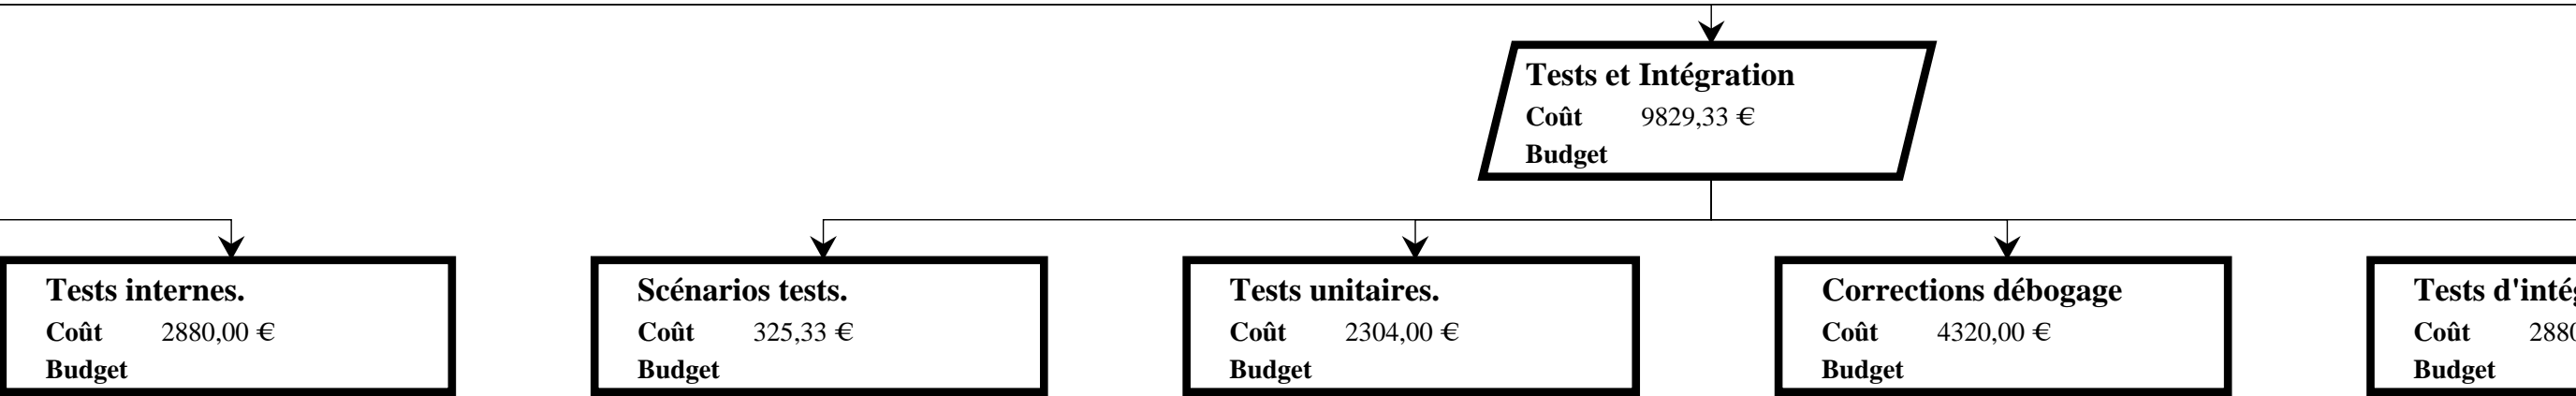 Tests et Intégration
Coût 9829,33 €
Budget
Tests internes.
Coût 2880,00 €
Budget
Scénarios tests.
Coût 325,33 €
Budget
Tests unitaires.
Coût 2304,00 €
Budget
Corrections débogage
Coût 4320,00 €
Budget
Tests
Coût
Budget